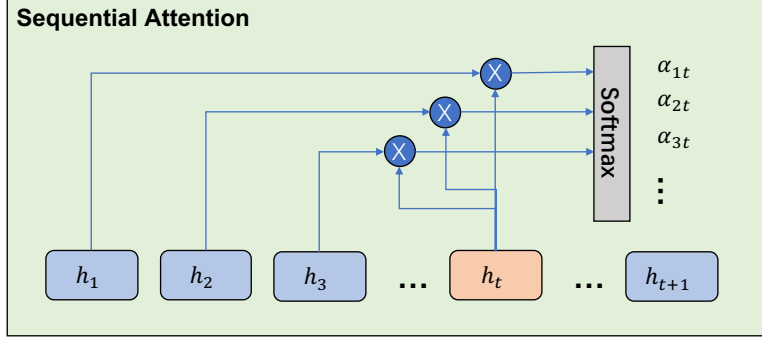 Sequential Attention
X
α₁ₜ
X
α₂ₜ
X
α₃ₜ
Softmax
⋮
h₁ h₂ h₃ ... hₜ ... hₜ₊₁